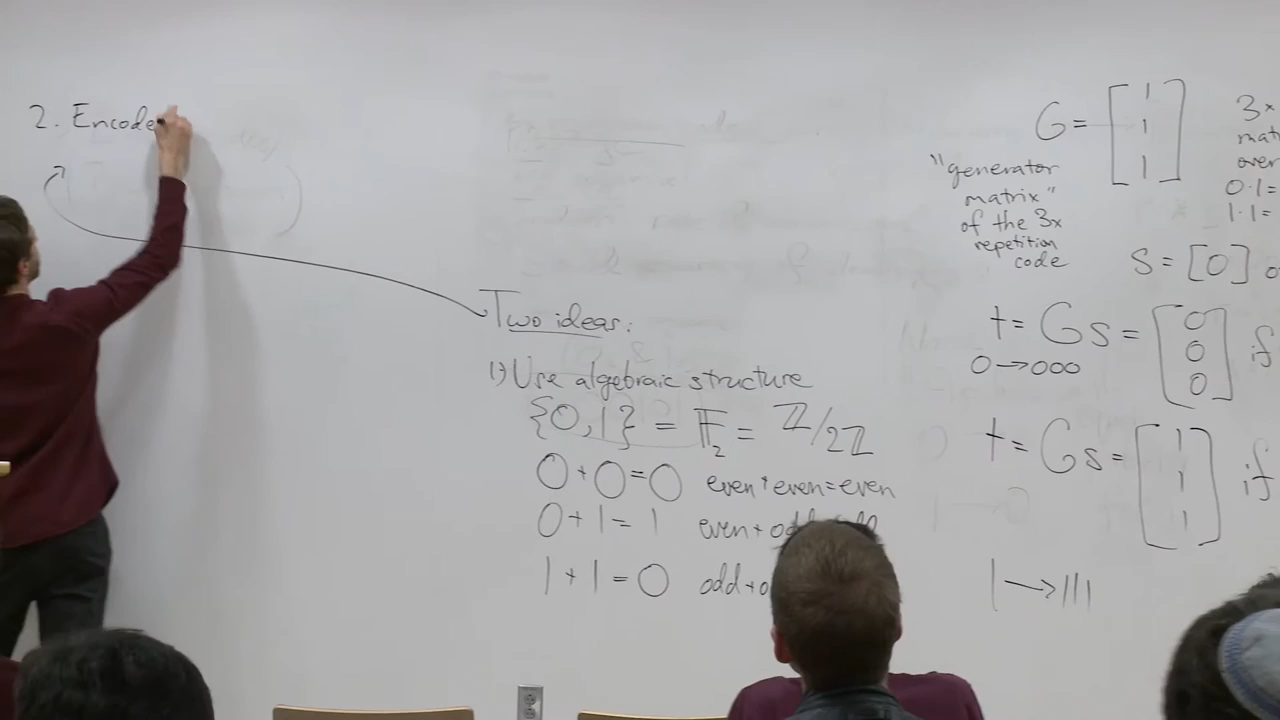 2. Encode
Two ideas:
1) Use algebraic structure
{0,1} = 𝔽₂ = ℤ/2ℤ
0+0=0 even+even=even
0+1=1 even+odd
1+1=0 odd+o
G= [1 1 1]
"generator
matrix"
of the 3x
repetition
code
3x
mat
over
0·1=
1·1=
s = [0] o
t = Gs = [0 0 0] if
0→000
t = Gs = [1 1 1] if
1→111